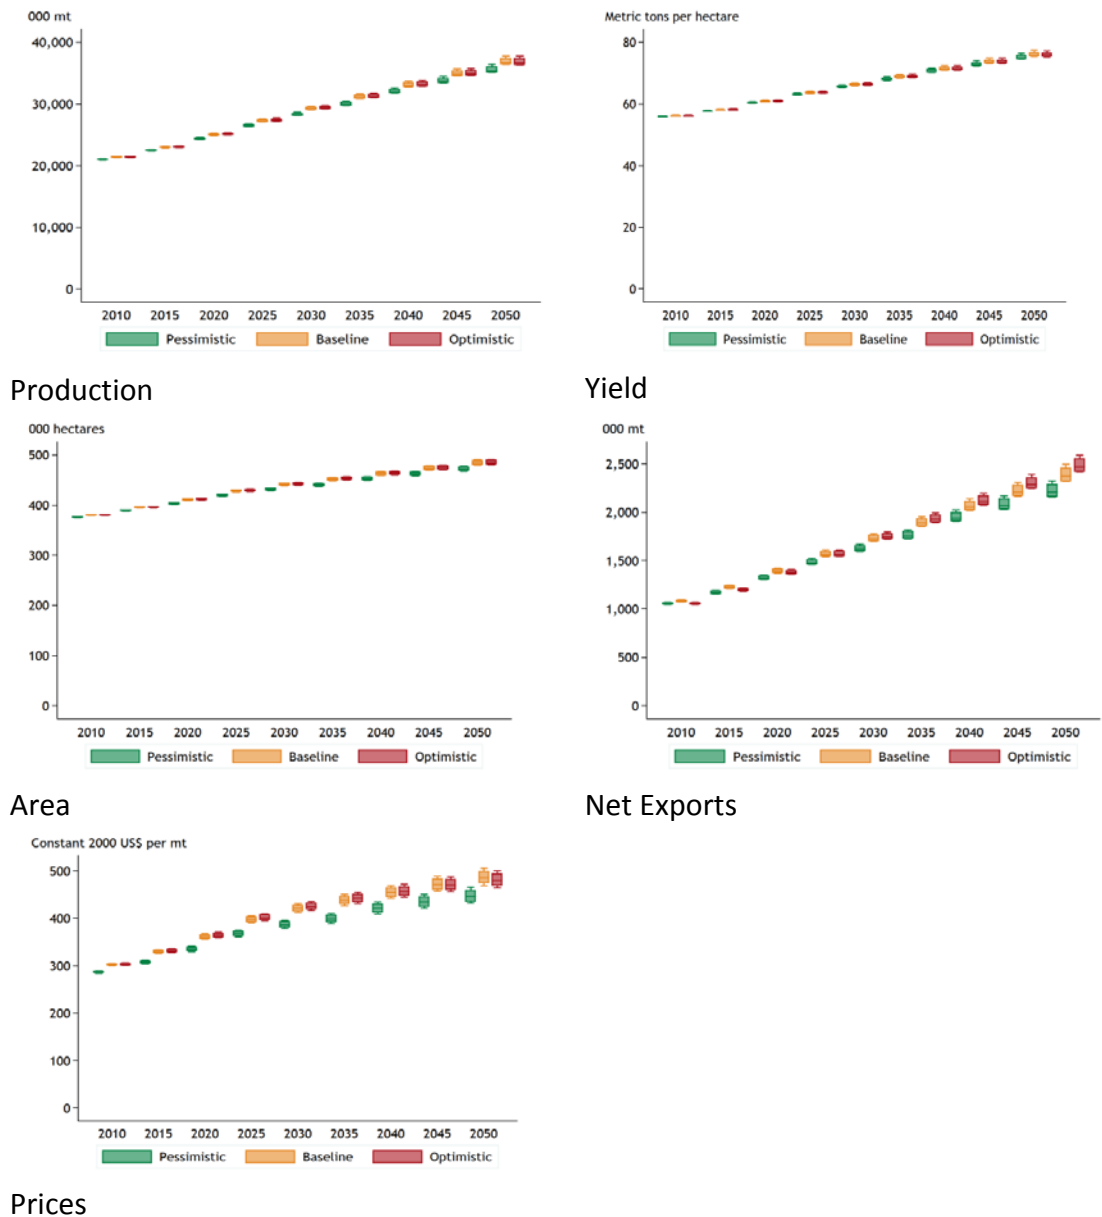 000 mt
40,000
30,000
20,000
10,000
0
2010 2015 2020 2025 2030 2035 2040 2045 2050
Pessimistic Baseline Optimistic
Production
Metric tons per hectare
80
60
40
20
0
2010 2015 2020 2025 2030 2035 2040 2045 2050
Pessimistic Baseline Optimistic
Yield
000 hectares
500
400
300
200
100
0
2010 2015 2020 2025 2030 2035 2040 2045 2050
Pessimistic Baseline Optimistic
Area
000 mt
2,500
2,000
1,500
1,000
500
0
2010 2015 2020 2025 2030 2035 2040 2045 2050
Pessimistic Baseline Optimistic
Net Exports
Constant 2000 US$ per mt
500
400
300
200
100
0
2010 2015 2020 2025 2030 2035 2040 2045 2050
Pessimistic Baseline Optimistic
Prices